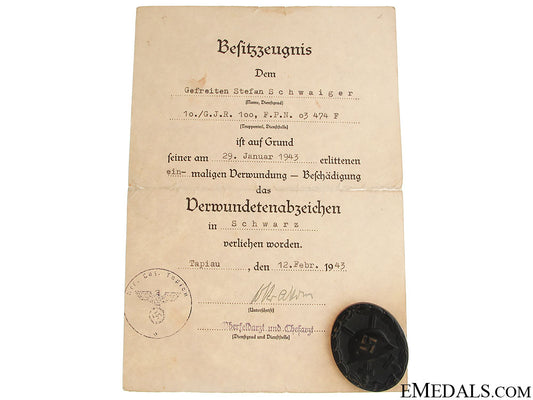 Besitzzeugnis
Dem
Gefreiten Stefan Schwaiger
(Name, Dienstgrad)
10./G.J.R. 100, F.P.N. 03 474 F
(Truppenteil, Dienststelle)
ist auf Grund
seiner am 29. Januar 1943 erlittenen
ein- maligen Verwundung – Beschädigung
das
Verwundetenabzeichen
in Schwarz
verliehen worden.
Tapiau, den 12. Febr. 1943
(Unterschrift)
Oberfeldarzt und Chefarzt
(Dienstgrad und Dienststelle)
EMEDALS.COM